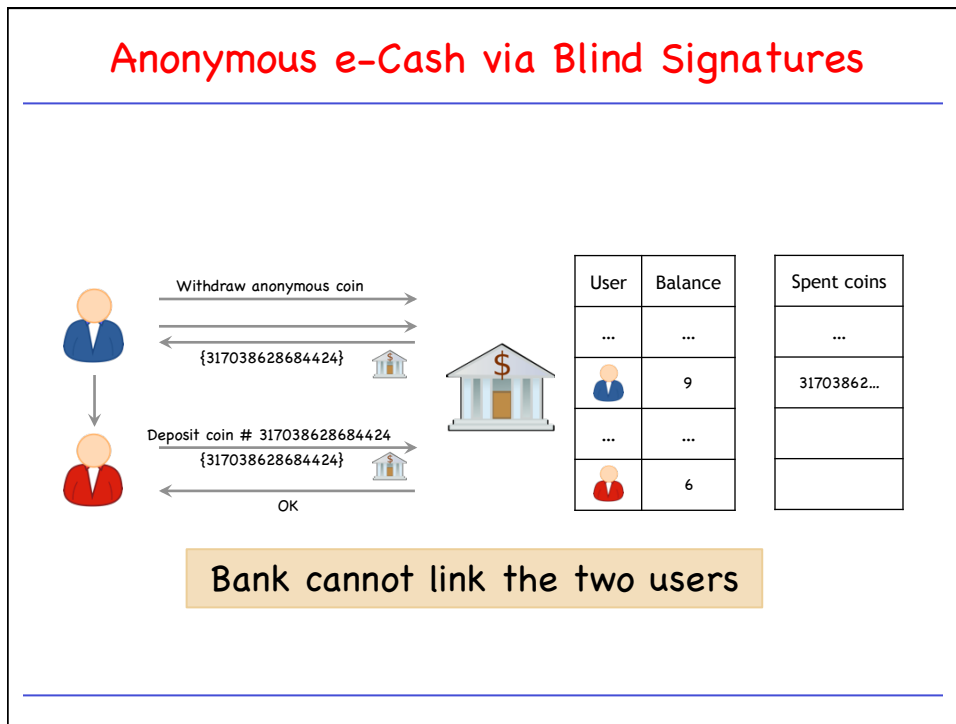 Anonymous e-Cash via Blind Signatures
Withdraw anonymous coin
{317038628684424}
$
Deposit coin # 317038628684424
{317038628684424}
$
OK
$
User Balance
... ...
9
... ...
6
Spent coins
...
31703862...
Bank cannot link the two users